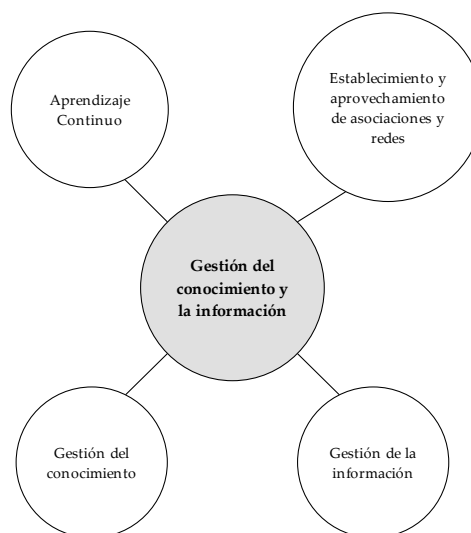 Aprendizaje
Continuo
Establecimiento y
aprovechamiento
de asociaciones y
redes
Gestión del
conocimiento y
la información
Gestión del
conocimiento
Gestión de la
información